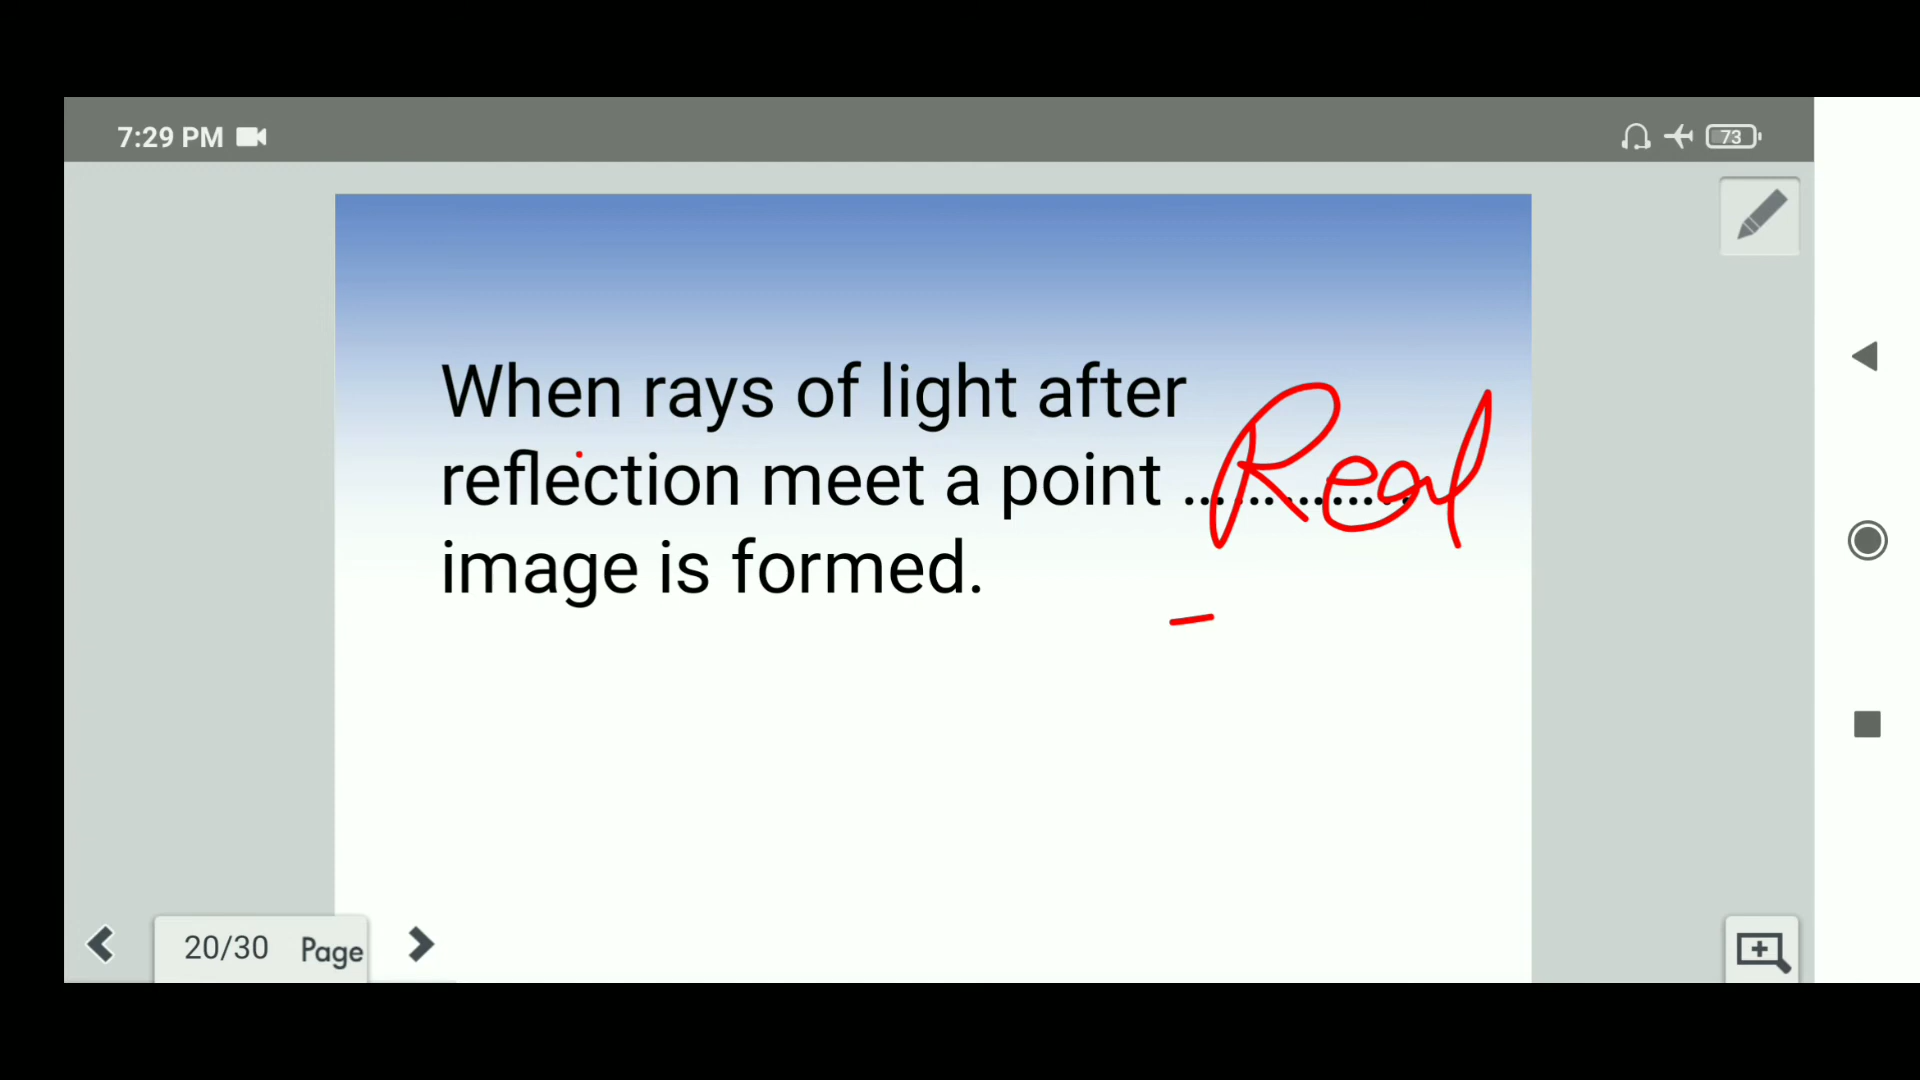 7:29 PM
73
When rays of light after
reflection meet a point .............. Real
image is formed.
20/30 Page